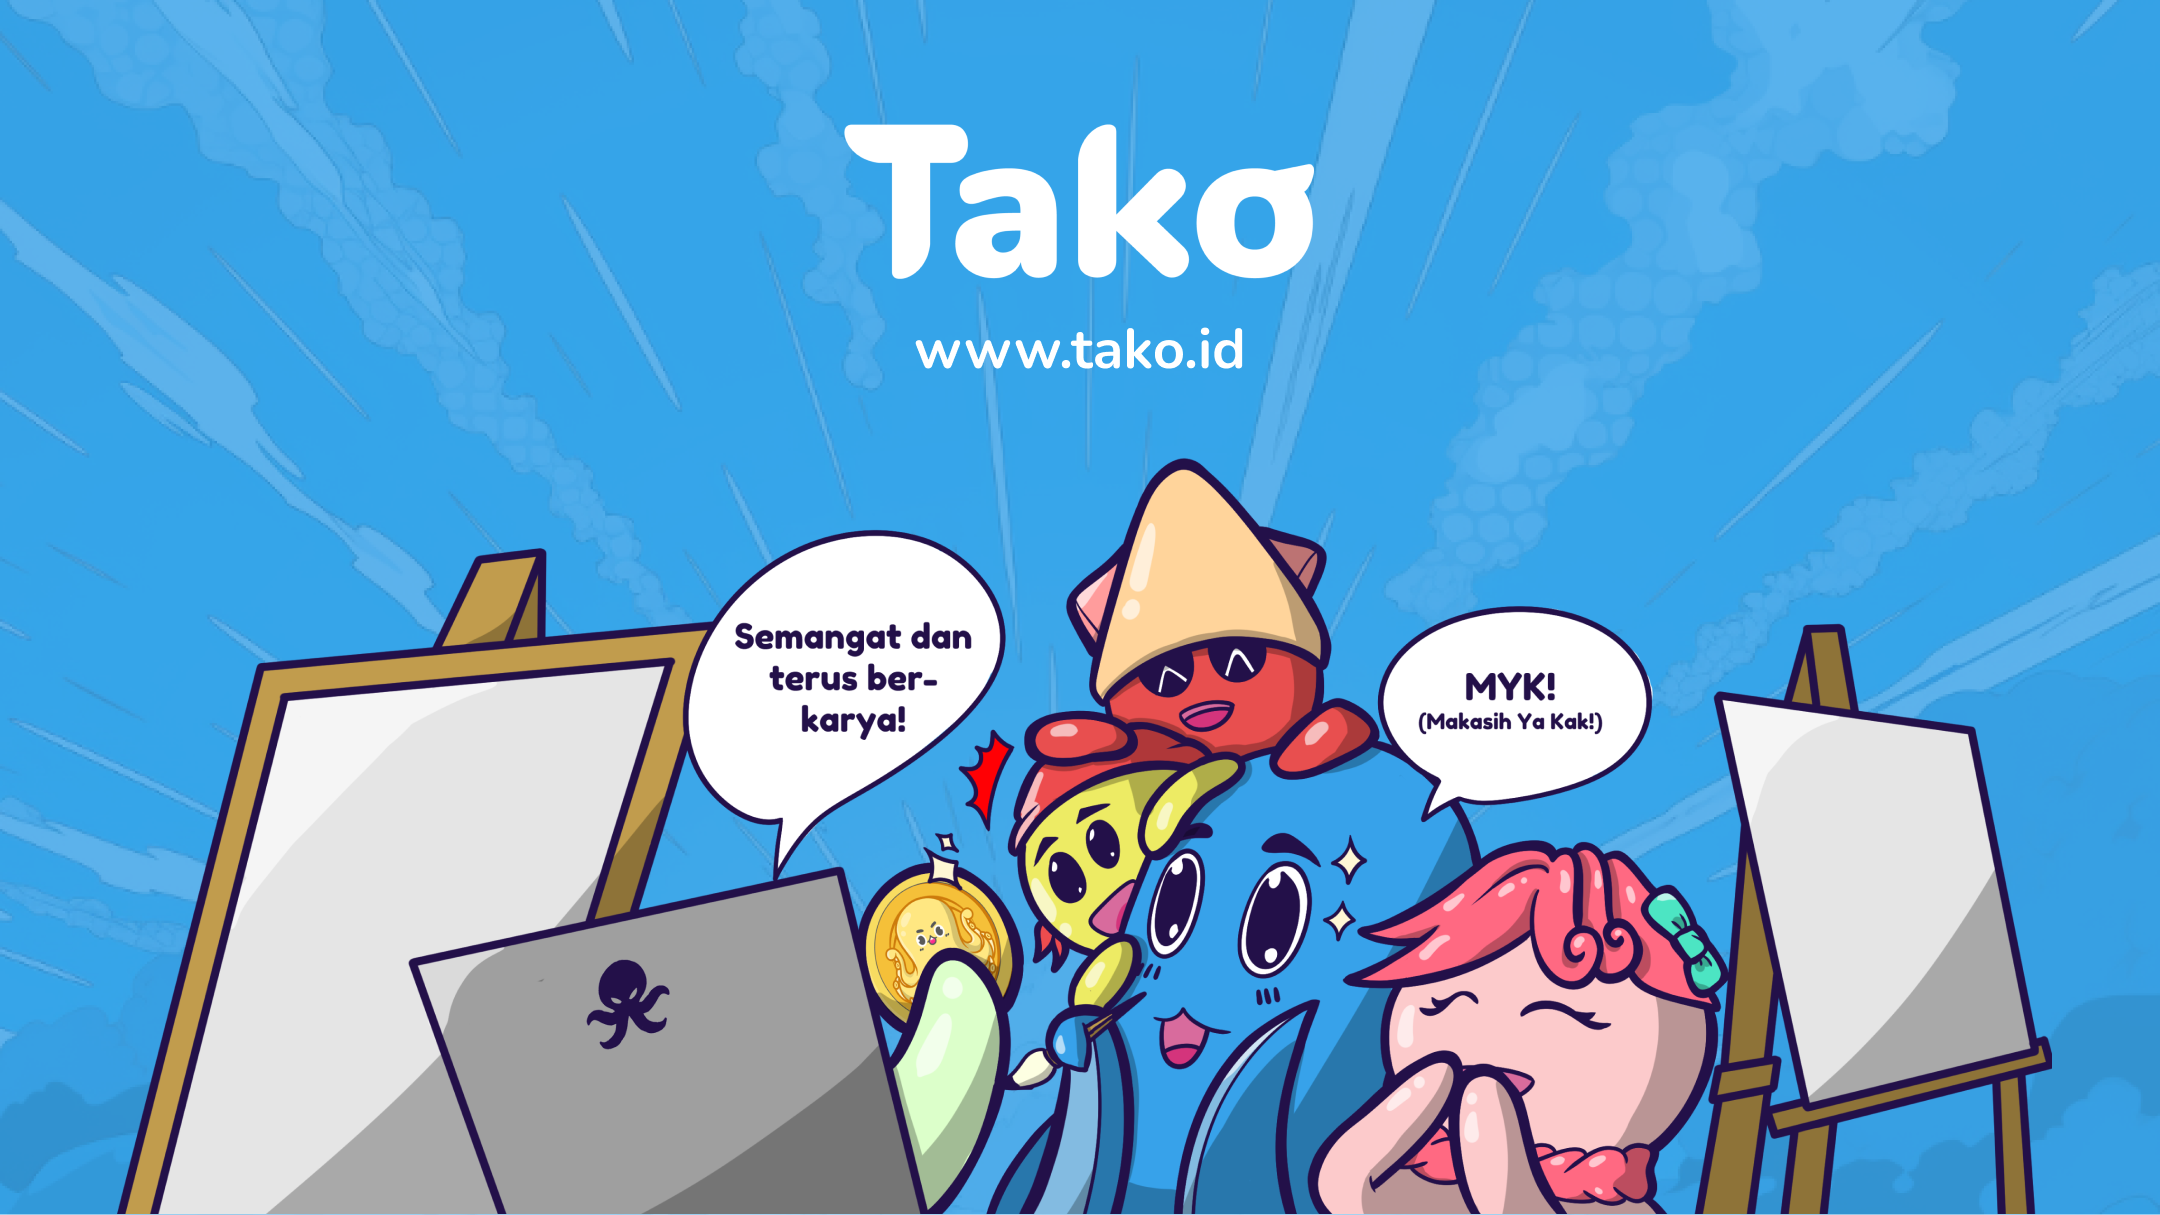 Tako
www.tako.id
Semangat dan
terus ber-
karya!
MYK!
(Makasih Ya Kak!)